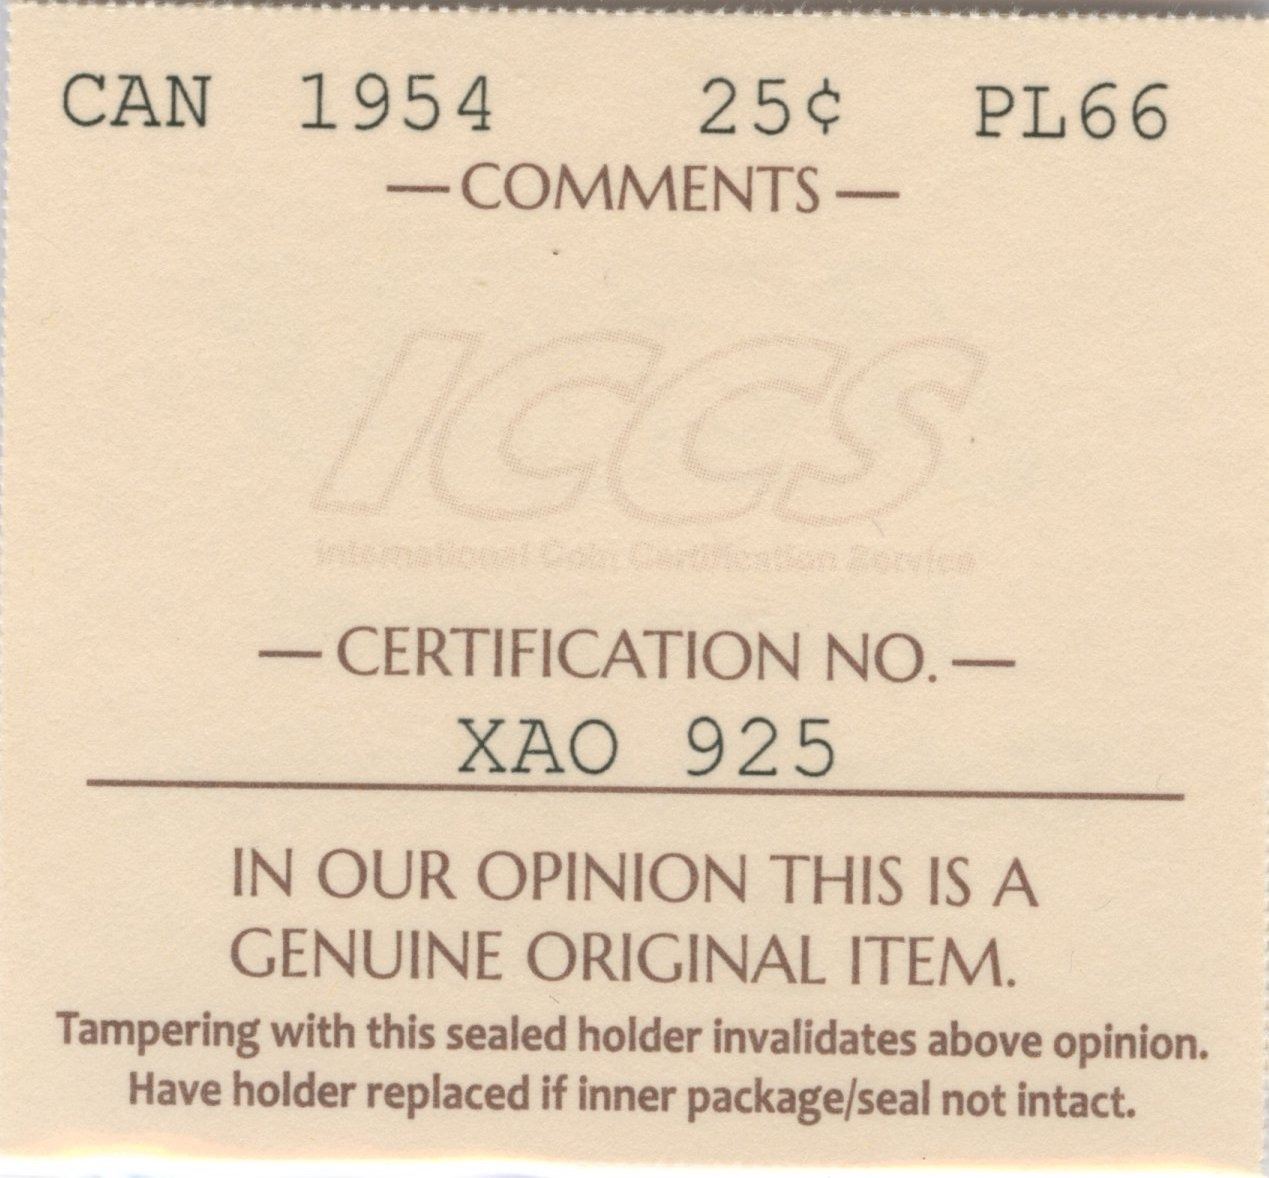 CAN 1954 25¢ PL66
— COMMENTS —
ICCS
International Coin Certification Service
— CERTIFICATION NO. —
XAO 925
IN OUR OPINION THIS IS A
GENUINE ORIGINAL ITEM.
Tampering with this sealed holder invalidates above opinion.
Have holder replaced if inner package/seal not intact.